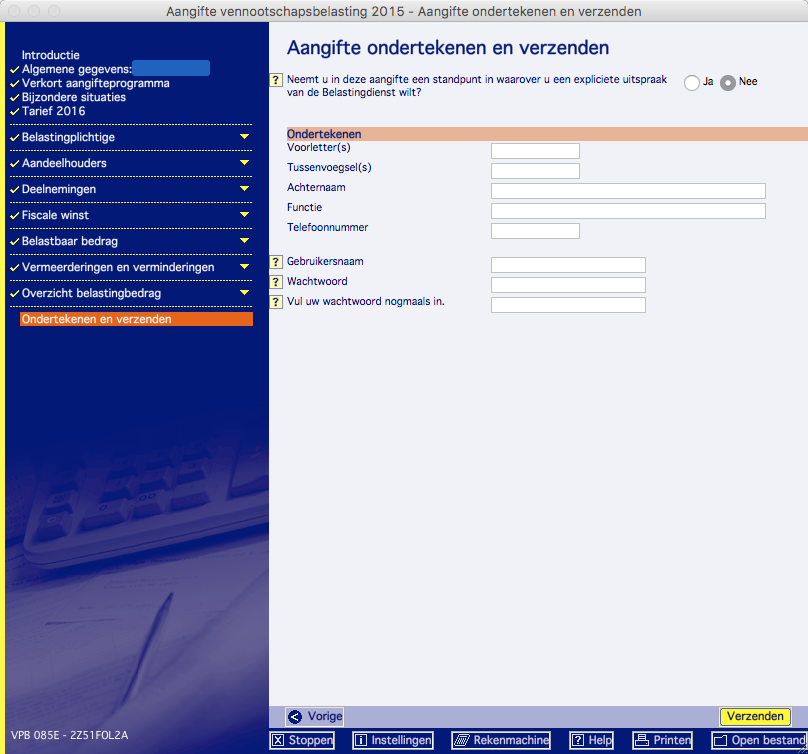 Aangifte vennootschapsbelasting 2015 - Aangifte ondertekenen en verzenden
Introductie
Algemene gegevens:
Verkort aangifteprogramma
Bijzondere situaties
Tarief 2016
Belastingplichtige
Aandeelhouders
Deelnemingen
Fiscale winst
Belastbaar bedrag
Vermeerderingen en verminderingen
Overzicht belastingbedrag
Ondertekenen en verzenden
VPB 085E - 2Z51FOL2A
Aangifte ondertekenen en verzenden
? Neemt u in deze aangifte een standpunt in waarover u een expliciete uitspraak
van de Belastingdienst wilt?
Ja Nee
Ondertekenen
Voorletter(s)
Tussenvoegsel(s)
Achternaam
Functie
Telefoonnummer
? Gebruikersnaam
? Wachtwoord
? Vul uw wachtwoord nogmaals in.
Vorige Verzenden
Stoppen Instellingen Rekenmachine ? Help Printen Open bestand